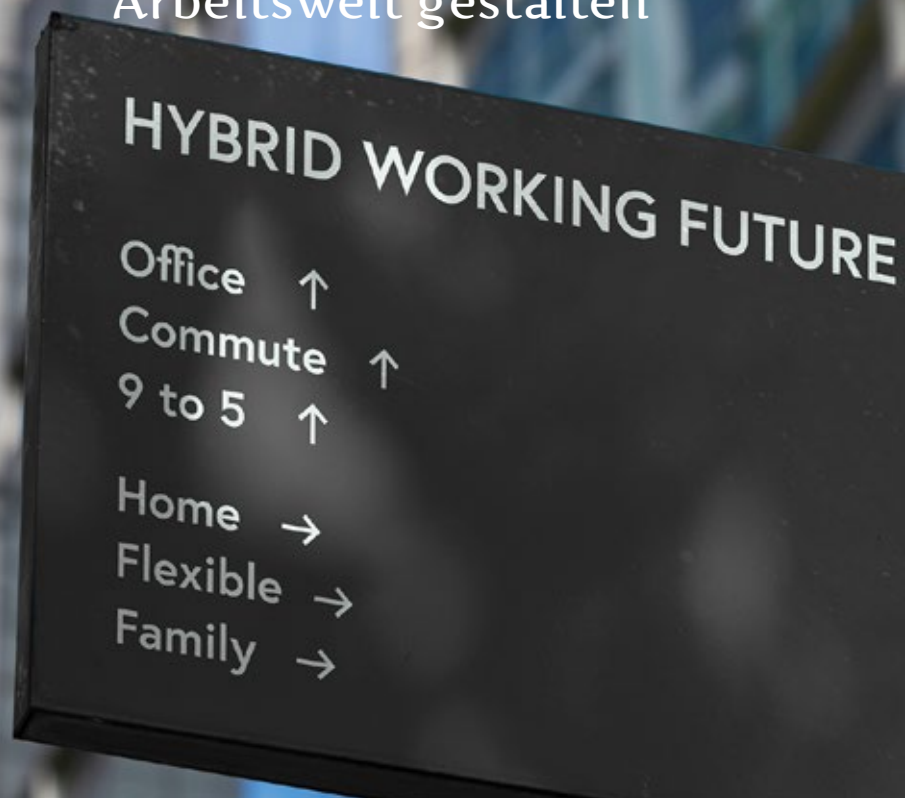 Arbeitswelt gestalten
HYBRID WORKING FUTURE
Office ↑
Commute ↑
9 to 5 ↑
Home →
Flexible →
Family →